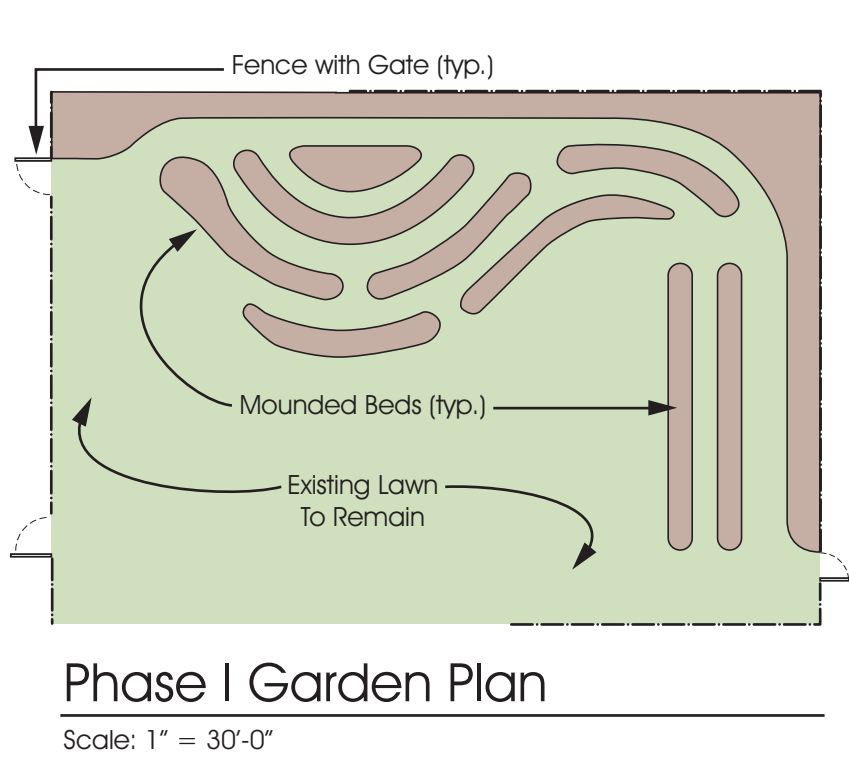 Fence with Gate (typ.)
Mounded Beds (typ.)
Existing Lawn
To Remain
Phase I Garden Plan
Scale: 1” = 30’-0”